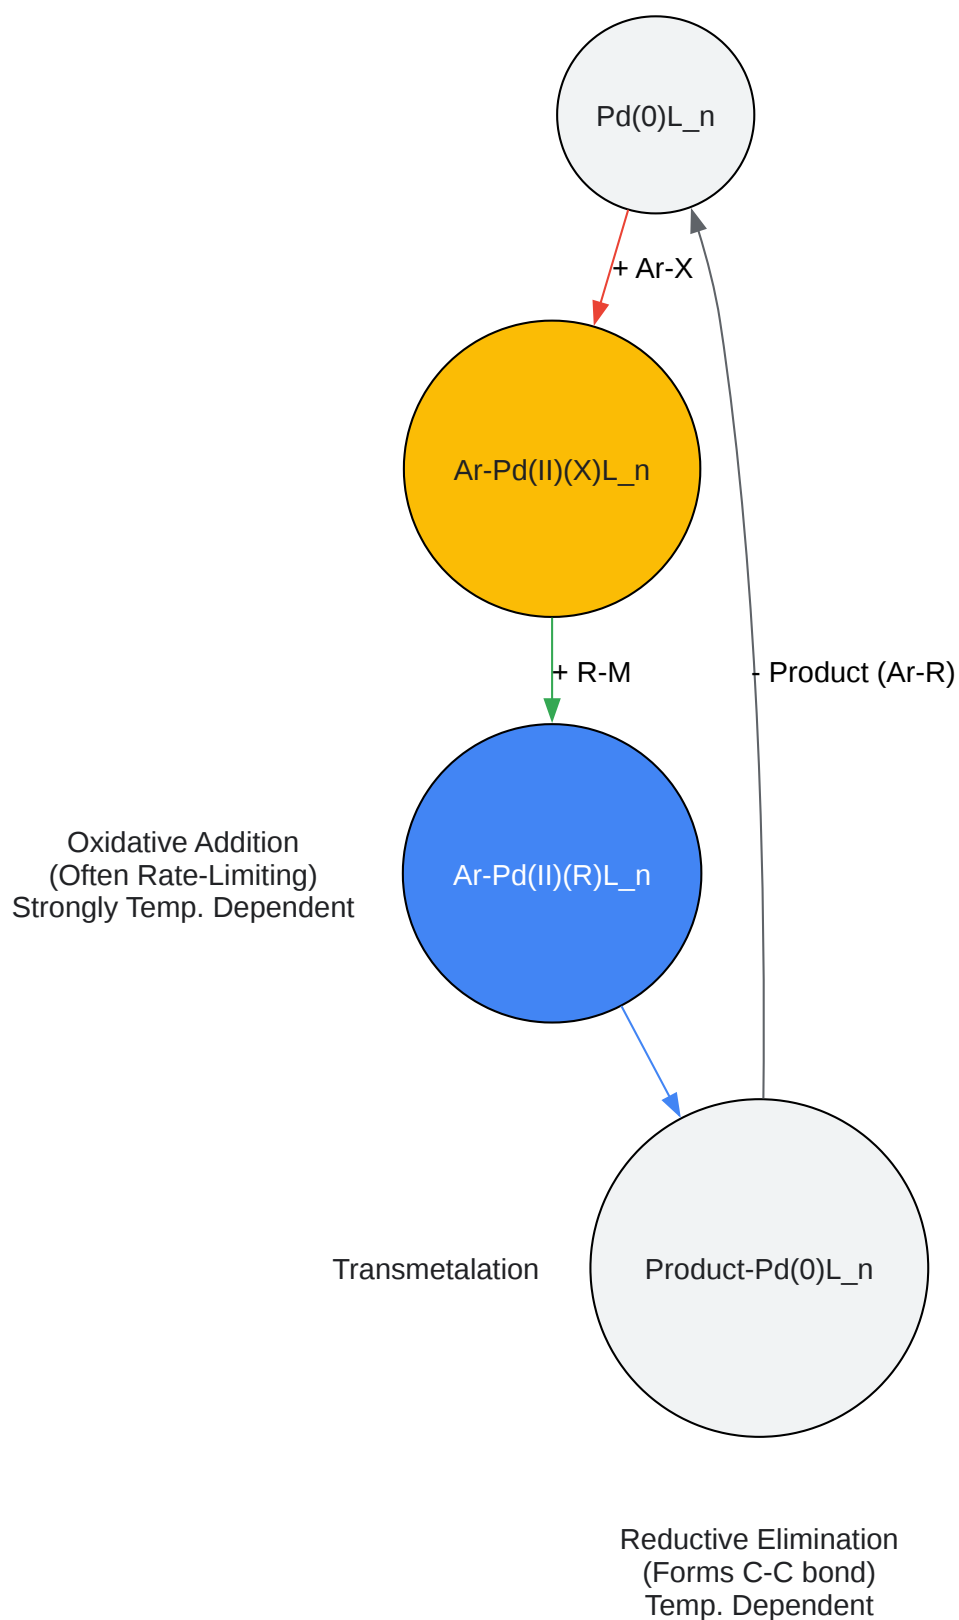 Pd(0)L_n
+ Ar-X
Ar-Pd(II)(X)L_n
+ R-M
- Product (Ar-R)
Oxidative Addition
(Often Rate-Limiting)
Strongly Temp. Dependent
Ar-Pd(II)(R)L_n
Transmetalation
Product-Pd(0)L_n
Reductive Elimination
(Forms C-C bond)
Temp. Dependent